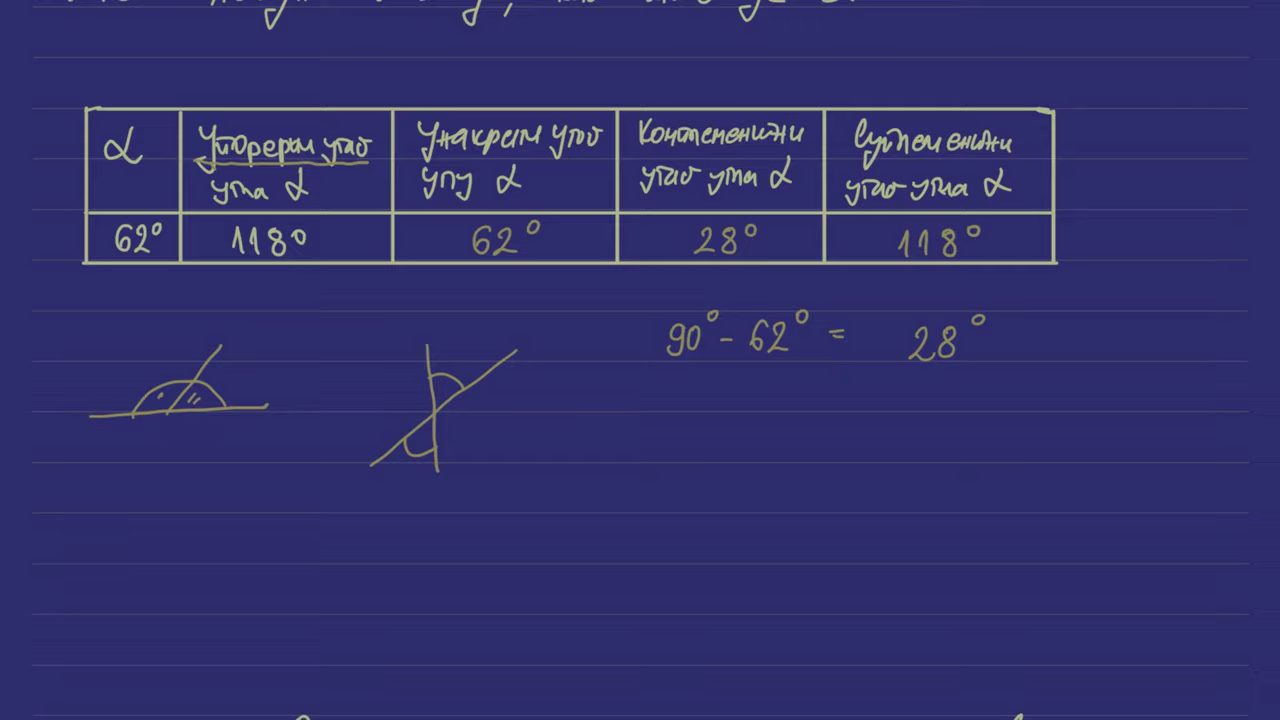 α
Упоредни угао
угла α
Унакрсни угао
углу α
Комплементни
угао угла α
Суплементни
угао угла α
62°
118°
62°
28°
118°
90° - 62° = 28°